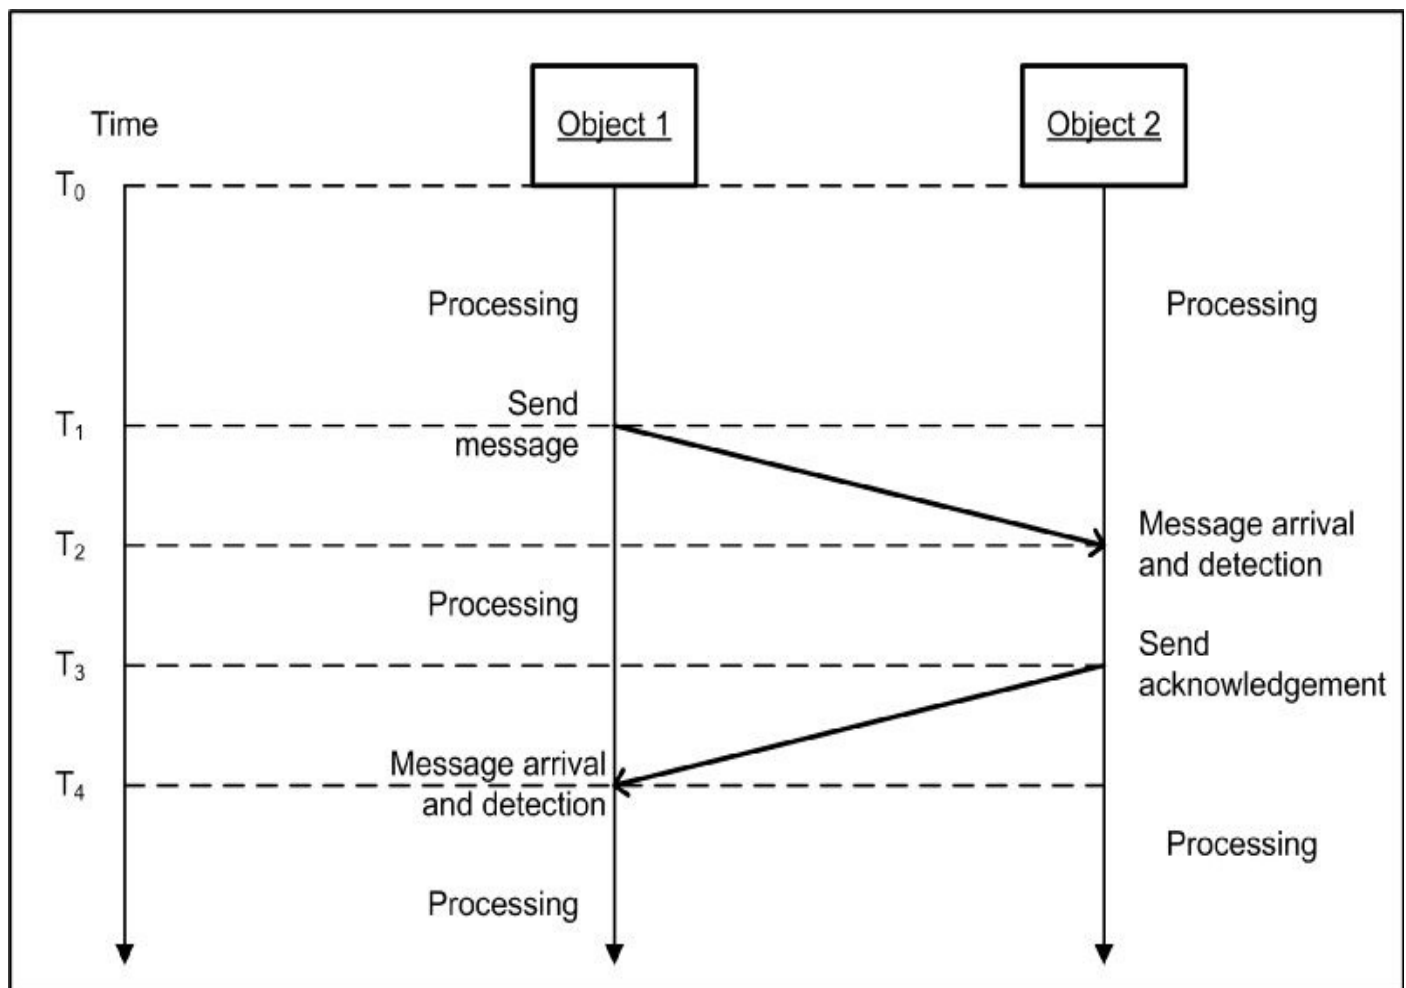 Time
Object 1
Object 2
T₀
Processing
Processing
Send
message
T₁
T₂
Message arrival
and detection
Processing
T₃
Send
acknowledgement
Message arrival
and detection
T₄
Processing
Processing